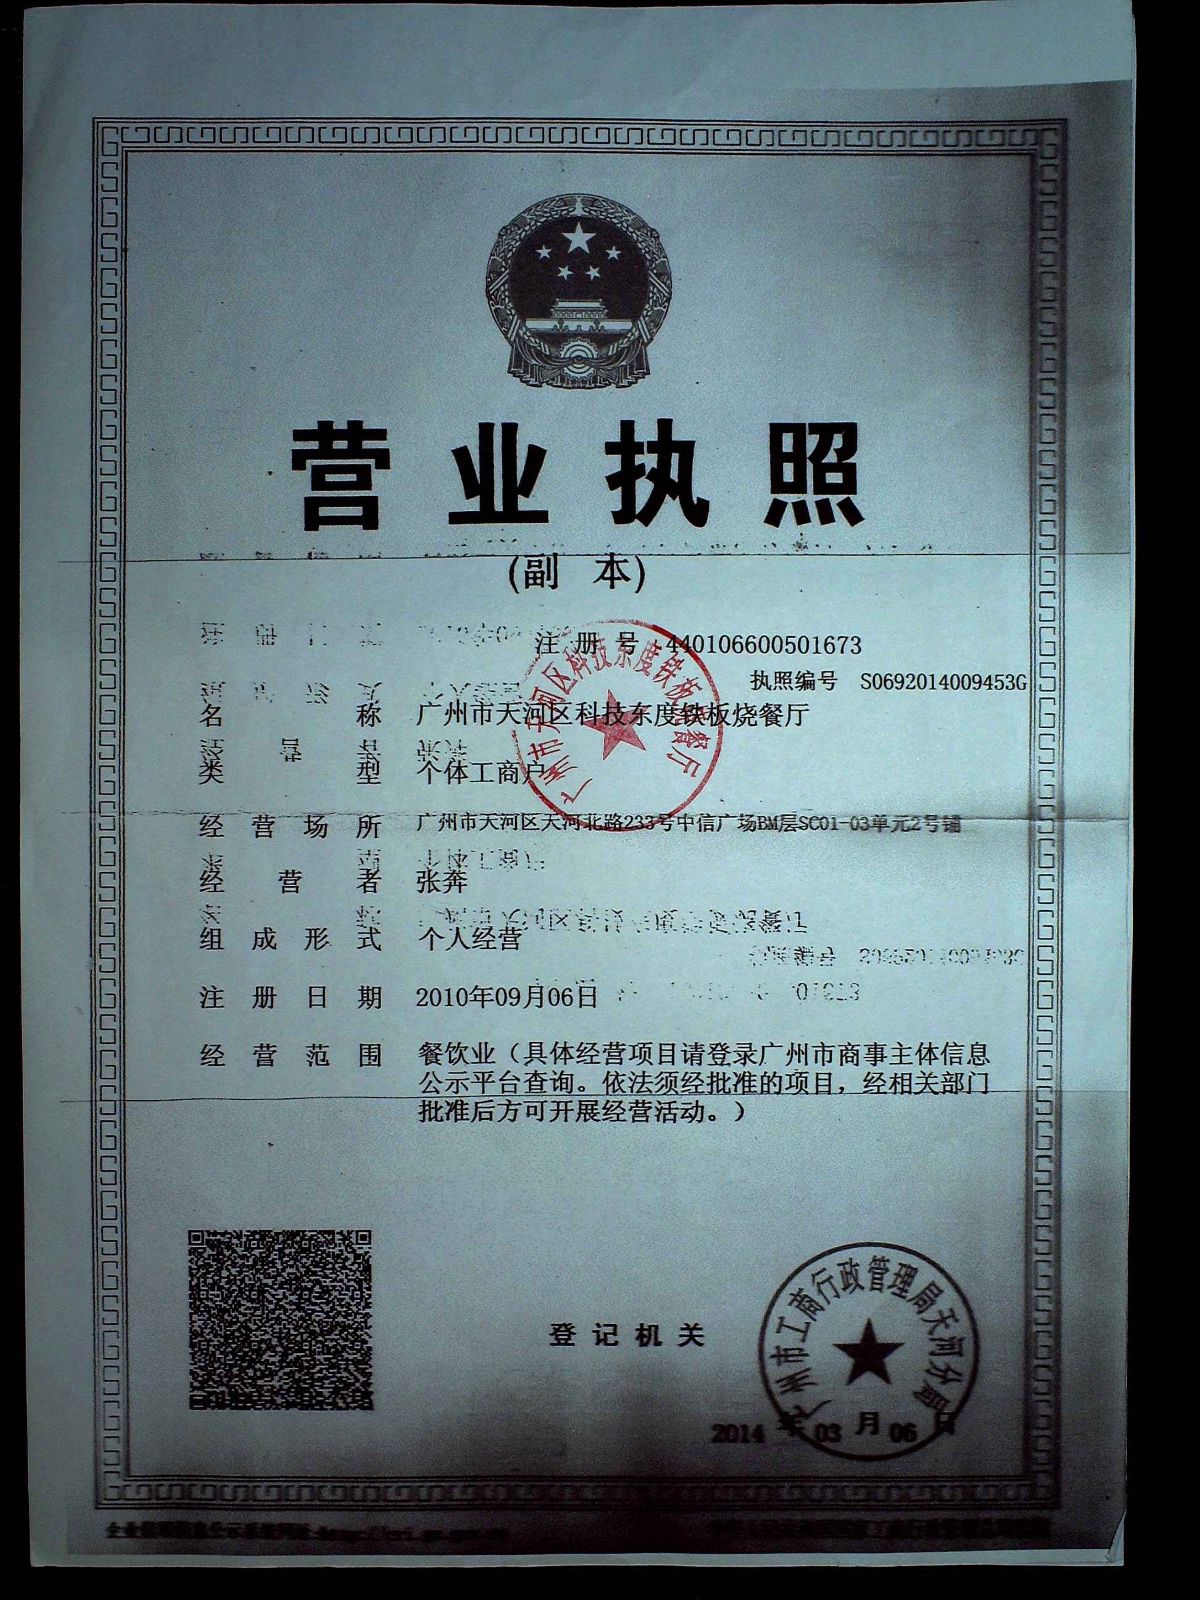 营业执照
(副 本)
注册号 440106600501673
执照编号 S0692014009453G
名称 广州市天河区科技东度铁板烧餐厅
类型 个体工商户
经营场所 广州市天河区天河北路233号中信广场BM层SC01-03单元2号铺
经营者 张奔
组成形式 个人经营
注册日期 2010年09月06日
经营范围 餐饮业（具体经营项目请登录广州市商事主体信息
公示平台查询。依法须经批准的项目，经相关部门
批准后方可开展经营活动。）
广州市天河区科技东度铁板烧餐厅
登记机关
广州市工商行政管理局天河分局
2014年03月06日